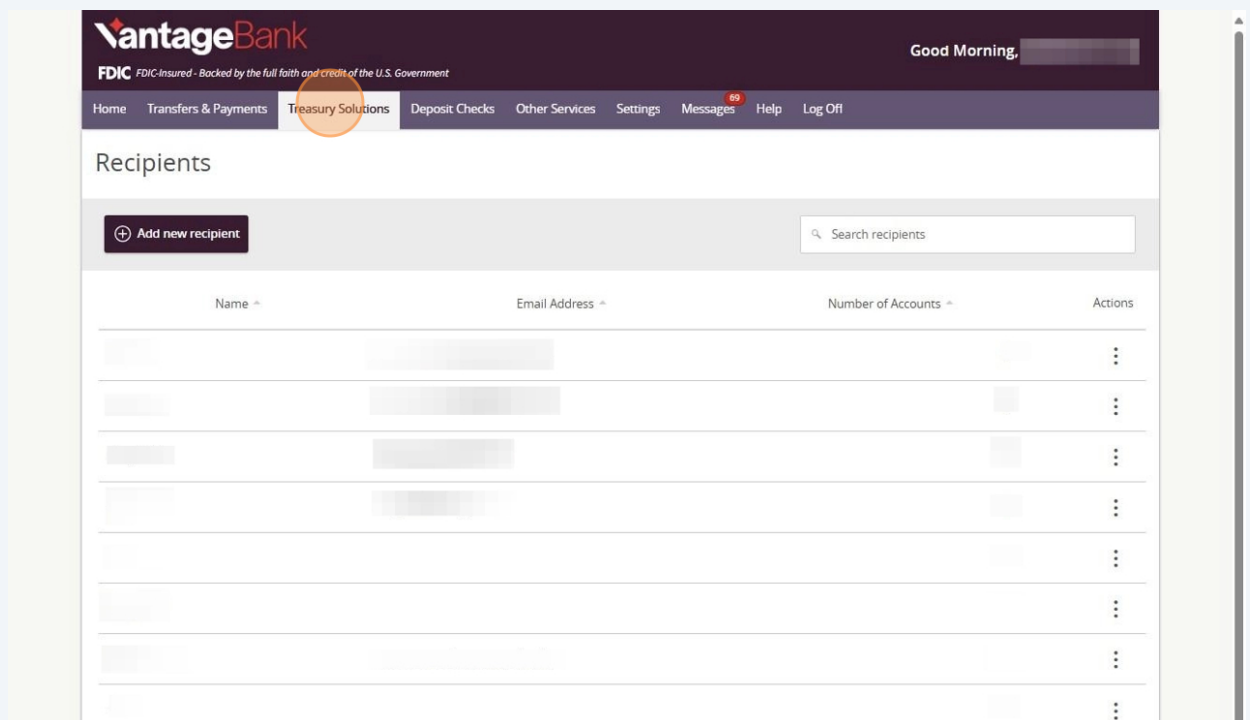 VantageBank
Good Morning,
FDIC FDIC-Insured - Backed by the full faith and credit of the U.S. Government
Home Transfers & Payments Treasury Solutions Deposit Checks Other Services Settings Messages 69 Help Log Off
Recipients
Add new recipient Search recipients
Name Email Address Number of Accounts Actions